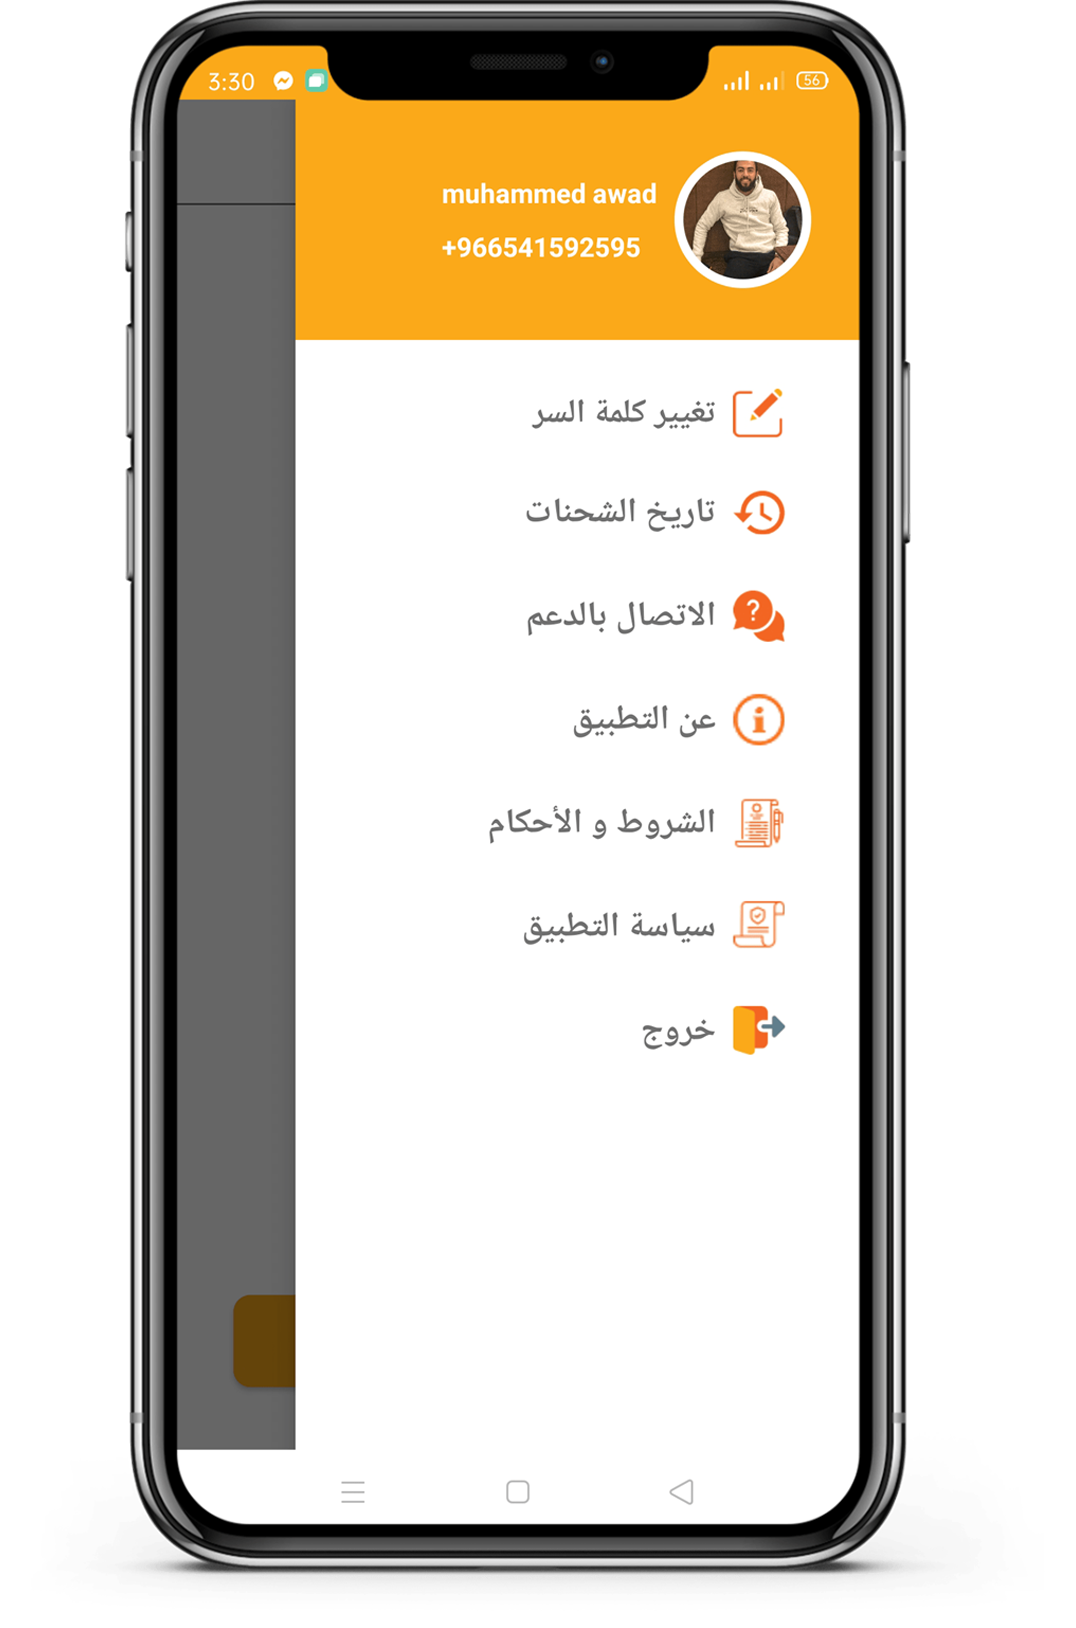 3:30
56
muhammed awad
+966541592595
تغيير كلمة السر
تاريخ الشحنات
الاتصال بالدعم
عن التطبيق
الشروط و الأحكام
سياسة التطبيق
خروج